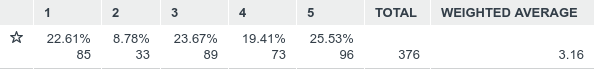 1 2 3 4 5 TOTAL WEIGHTED AVERAGE
22.61% 8.78% 23.67% 19.41% 25.53%
85 33 89 73 96 376 3.16